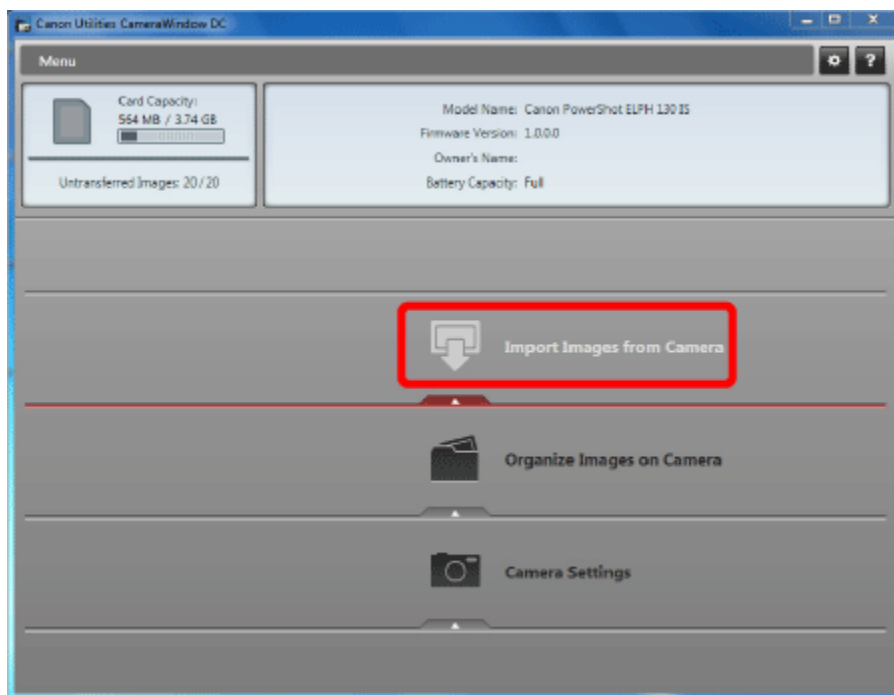 Canon Utilities CameraWindow DC
Menu
?
Card Capacity:
564 MB / 3.74 GB
Untransferred Images: 20/20
Model Name: Canon PowerShot ELPH 130 IS
Firmware Version: 1.0.0.0
Owner's Name:
Battery Capacity: Full
Import Images from Camera
Organize Images on Camera
Camera Settings